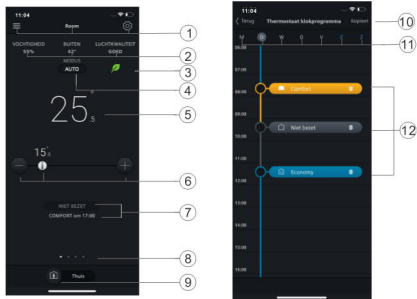 11:04
Room
VOCHTIGHEID BUITEN LUCHTKWALITEIT
59% 42° GOED
MODUS
AUTO
25.5°
15°
NIET BEZET
COMFORT om 17:00
Thuis
1
2
3
4
5
6
7
8
9
11:04
Terug Thermostaat klokprogramma Kopieer
M D W D V Z Z
06:00
07:00
08:00
Comfort
09:00
Niet bezet
10:00
11:00
Economy
12:00
13:00
14:00
15:00
16:00
10
11
12